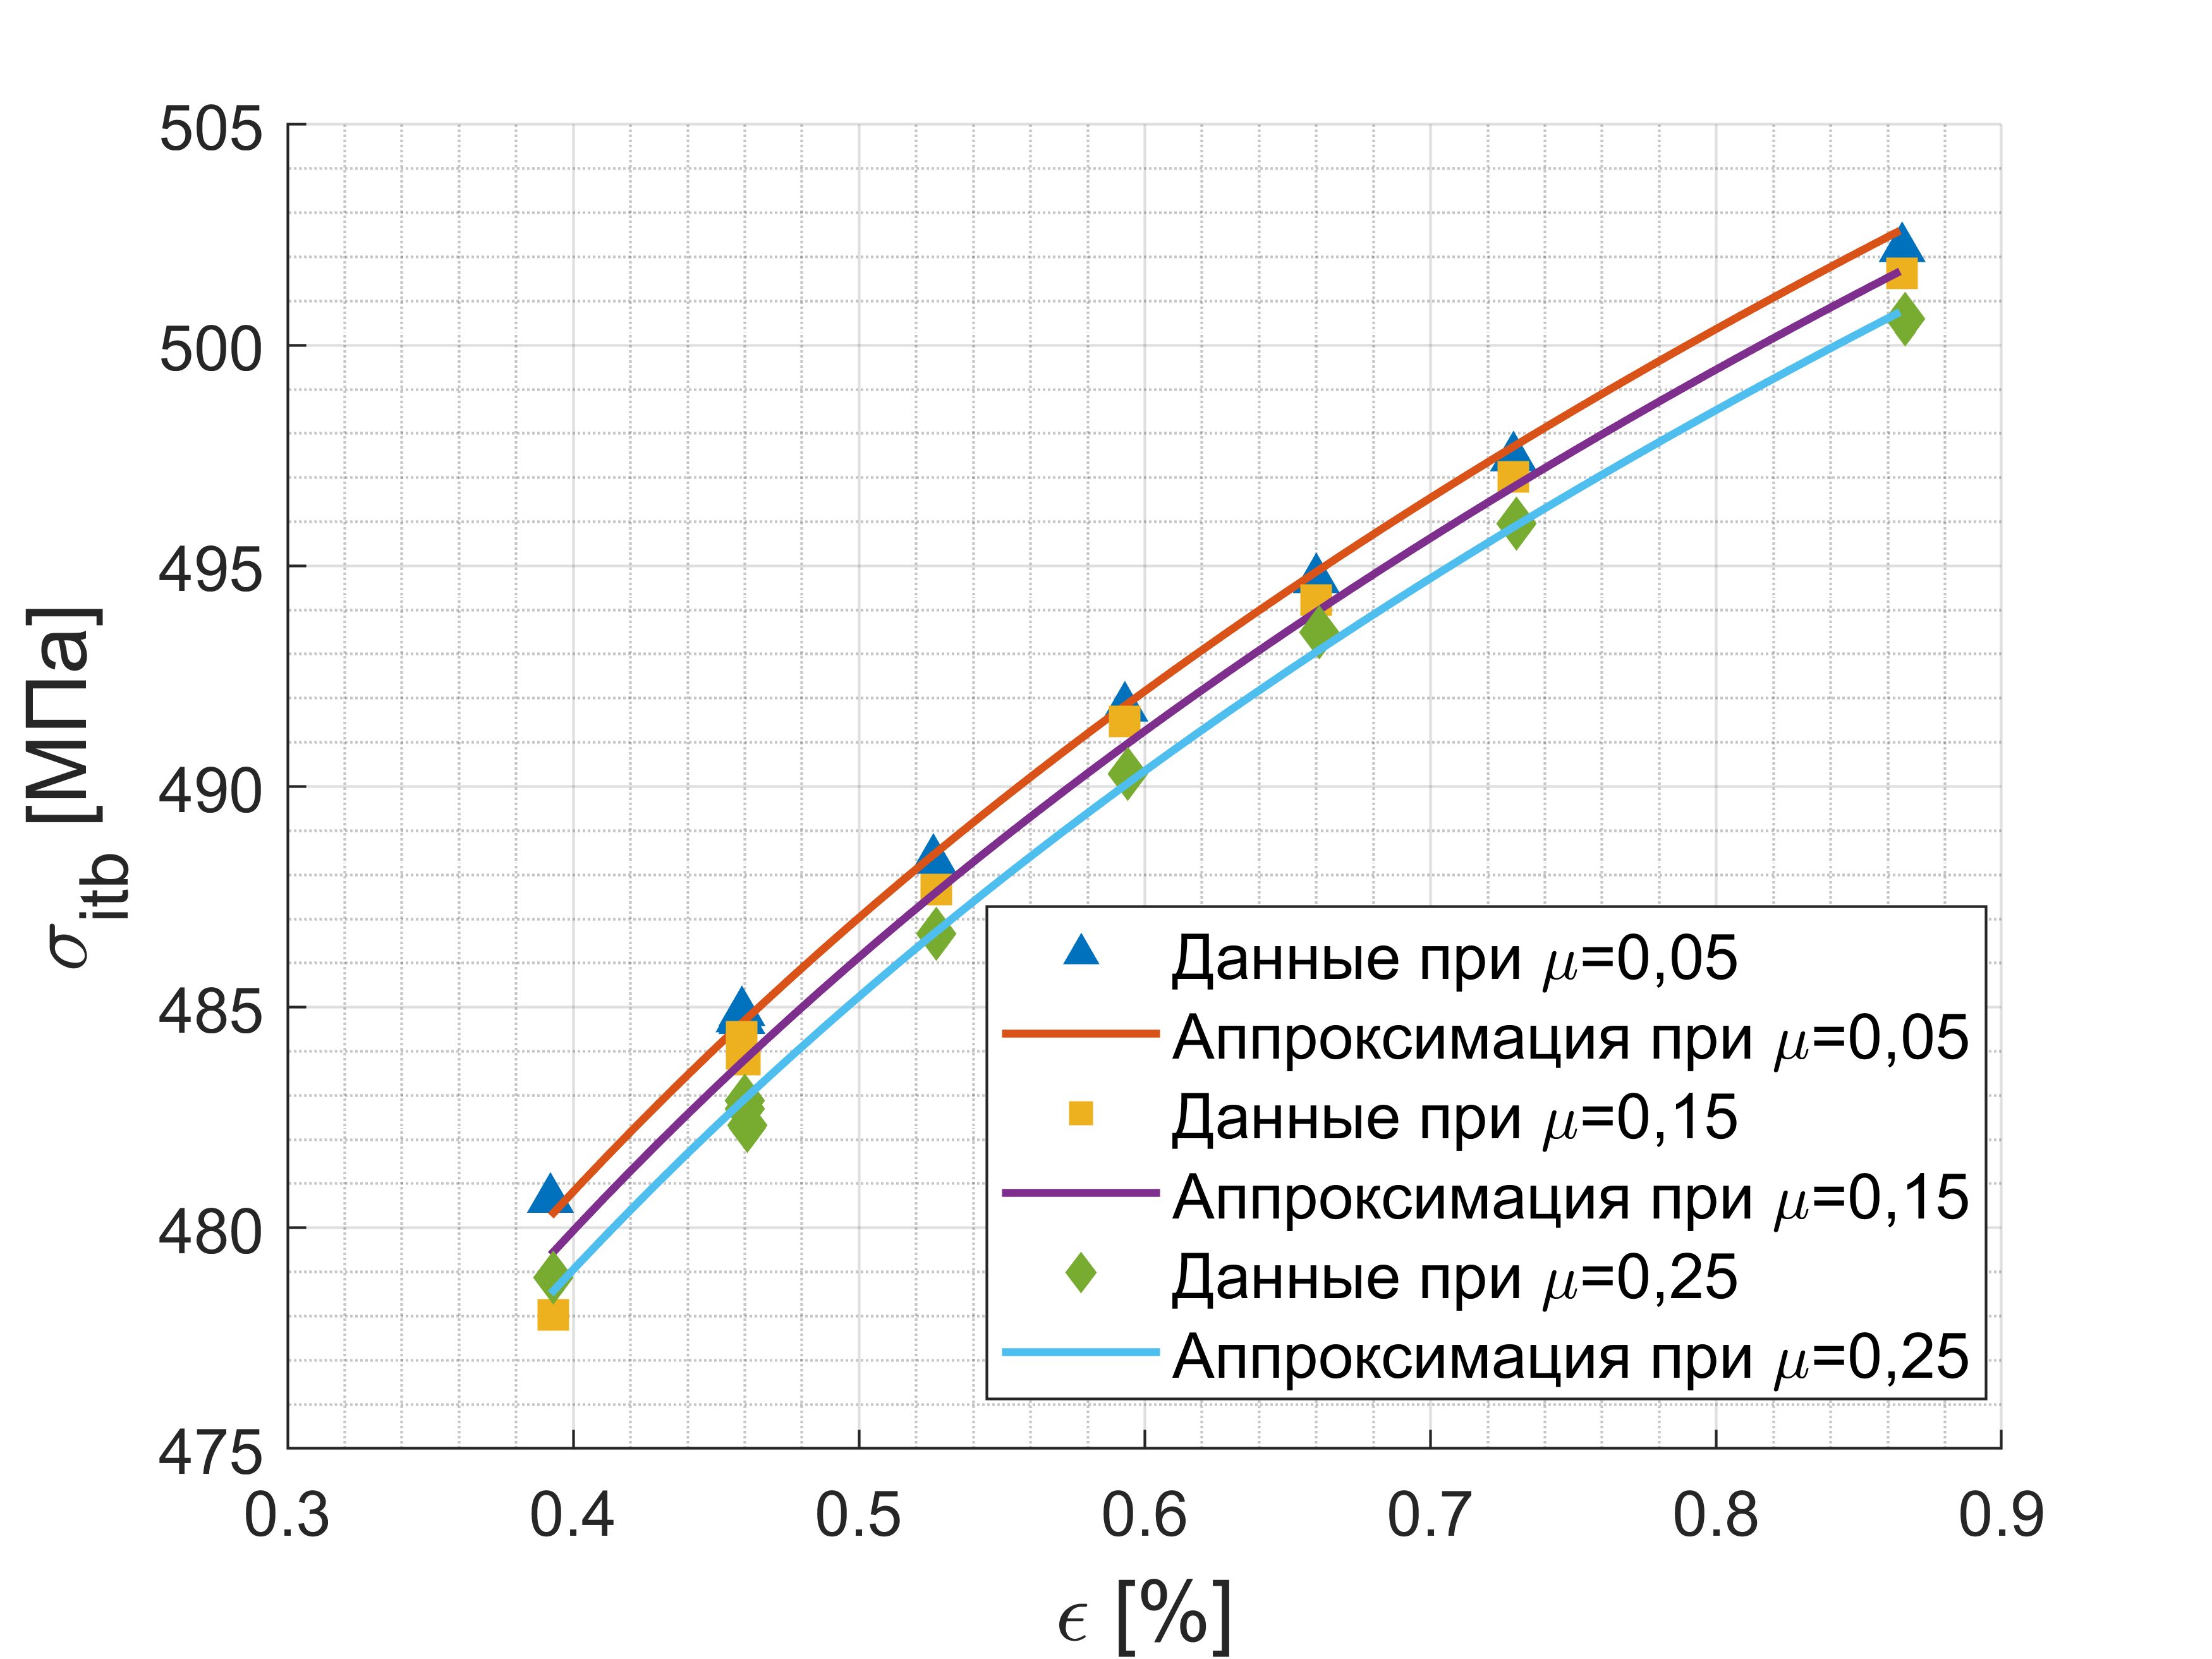 505
500
495
490
485
480
475
σitb [МПа]
0.3 0.4 0.5 0.6 0.7 0.8 0.9
ϵ [%]
Данные при μ=0,05
Аппроксимация при μ=0,05
Данные при μ=0,15
Аппроксимация при μ=0,15
Данные при μ=0,25
Аппроксимация при μ=0,25